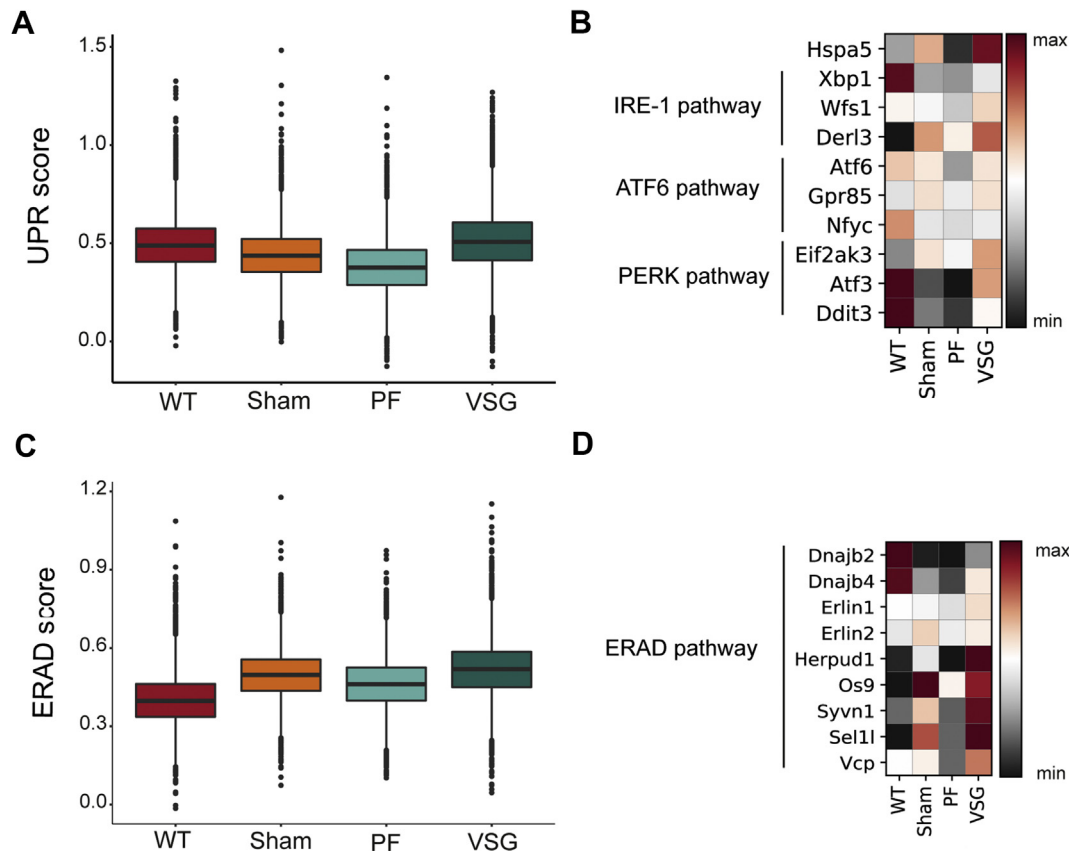 A
UPR score
1.5
1.0
0.5
0.0
WT Sham PF VSG
B
Hspa5
IRE-1 pathway
Xbp1
Wfs1
Derl3
ATF6 pathway
Atf6
Gpr85
Nfyc
PERK pathway
Eif2ak3
Atf3
Ddit3
max
min
WT Sham PF VSG
C
ERAD score
1.2
0.9
0.6
0.3
0.0
WT Sham PF VSG
D
ERAD pathway
Dnajb2
Dnajb4
Erlin1
Erlin2
Herpud1
Os9
Syvn1
Sel1l
Vcp
max
min
WT Sham PF VSG